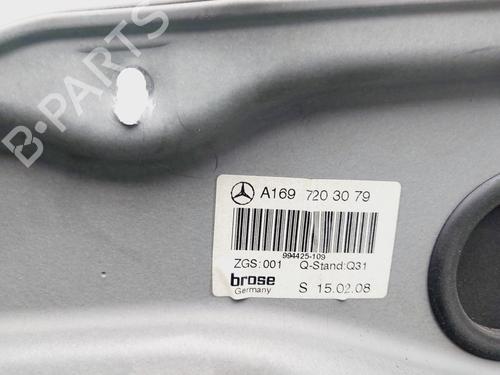 B-PARTS
A169 720 30 79
994425-109
ZGS:001 Q-Stand:Q31
brose
Germany
S 15.02.08